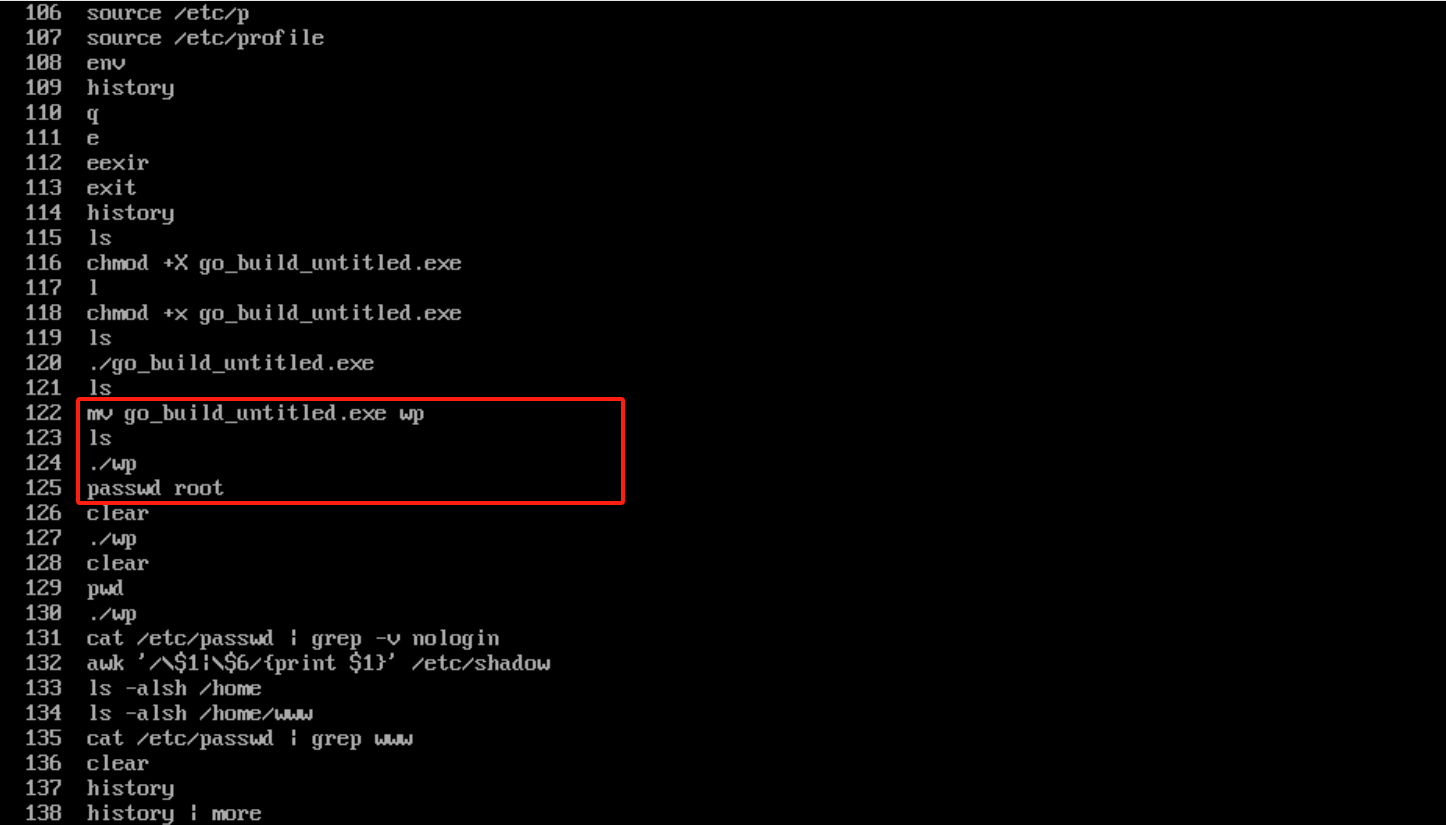 106 source /etc/p
107 source /etc/profile
108 env
109 history
110 q
111 e
112 eexir
113 exit
114 history
115 ls
116 chmod +X go_build_untitled.exe
117 l
118 chmod +x go_build_untitled.exe
119 ls
120 ./go_build_untitled.exe
121 ls
122 mv go_build_untitled.exe wp
123 ls
124 ./wp
125 passwd root
126 clear
127 ./wp
128 clear
129 pwd
130 ./wp
131 cat /etc/passwd | grep -v nologin
132 awk '/\$1|\$6/{print $1}' /etc/shadow
133 ls -alsh /home
134 ls -alsh /home/www
135 cat /etc/passwd | grep www
136 clear
137 history
138 history | more